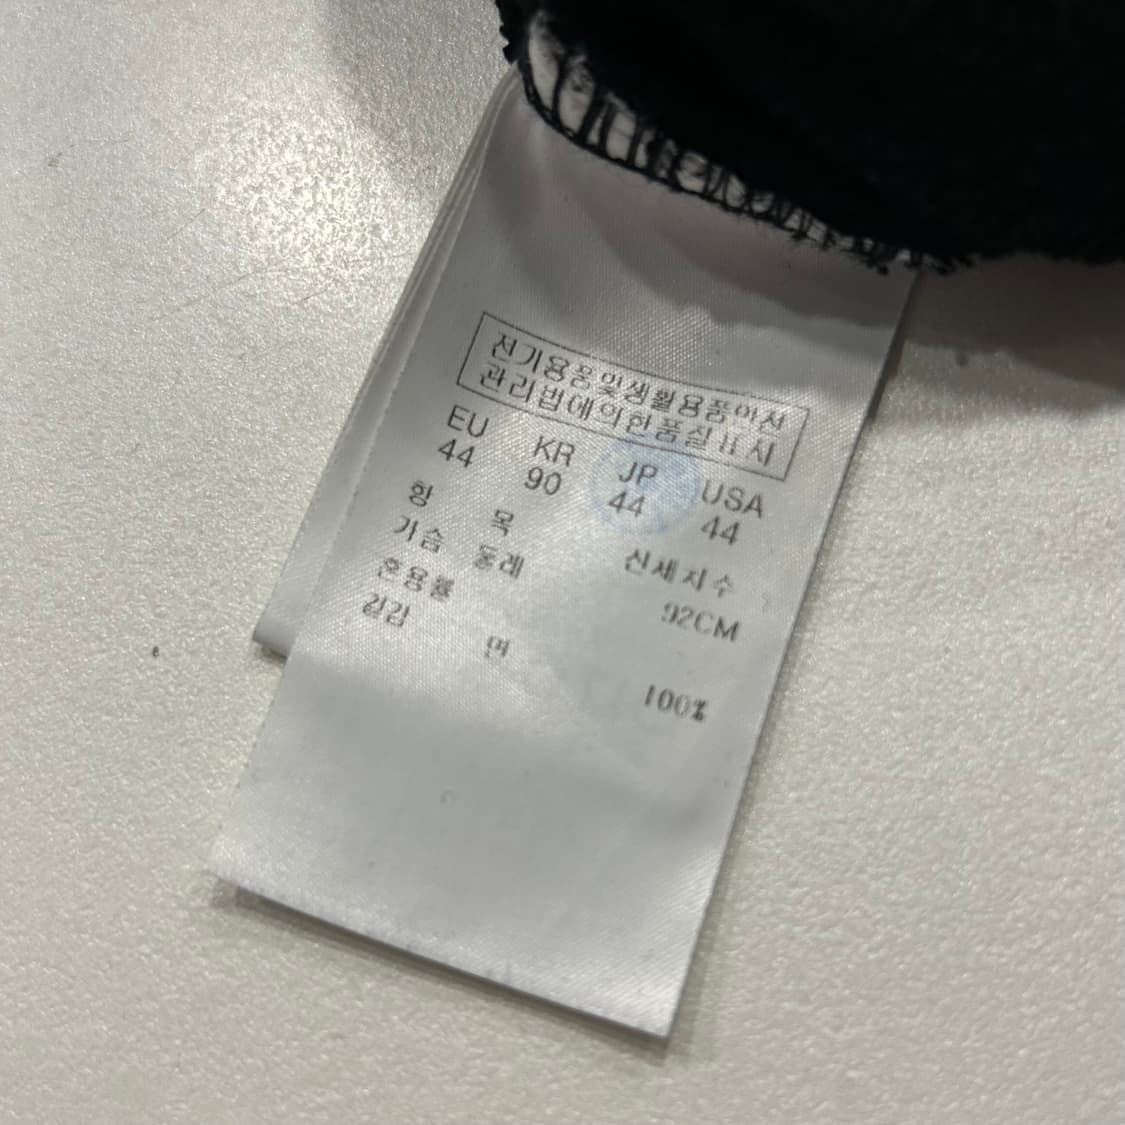 전기용품및생활용품안전
관리법에의한품질표시
EU KR JP USA
44 90 44 44
항 목 신체치수
가슴 둘레 92CM
혼용률
겉감 면 100%